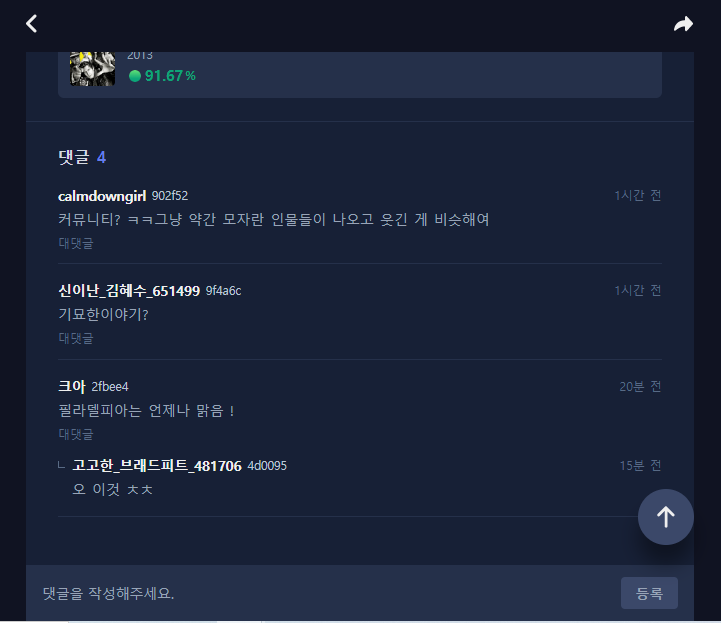 2013
91.67%
댓글 4
calmdowngirl 902f52 1시간 전
커뮤니티? ㅋㅋ그냥 약간 모자란 인물들이 나오고 웃긴 게 비슷해여
대댓글
신이난_김혜수_651499 9f4a6c 1시간 전
기묘한이야기?
대댓글
크아 2fbee4 20분 전
필라델피아는 언제나 맑음 !
대댓글
ㄴ 고고한_브래드피트_481706 4d0095 15분 전
오 이것 ㅊㅊ
댓글을 작성해주세요. 등록